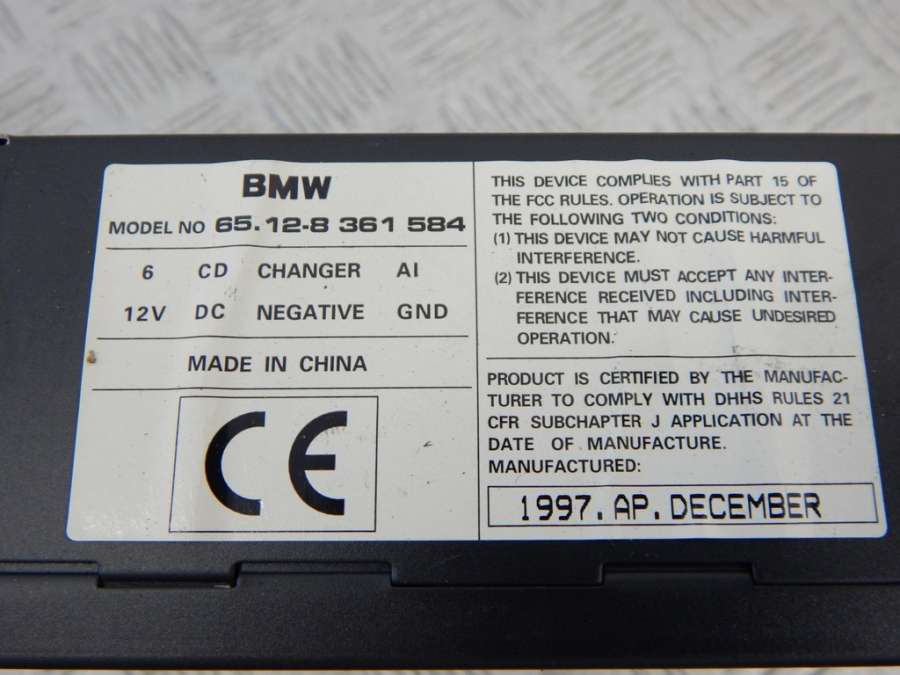 BMW
MODEL NO 65.12-8 361 584
6 CD CHANGER AI
12V DC NEGATIVE GND
MADE IN CHINA
CE
THIS DEVICE COMPLIES WITH PART 15 OF
THE FCC RULES. OPERATION IS SUBJECT TO
THE FOLLOWING TWO CONDITIONS:
(1) THIS DEVICE MAY NOT CAUSE HARMFUL
INTERFERENCE.
(2) THIS DEVICE MUST ACCEPT ANY INTER-
FERENCE RECEIVED INCLUDING INTER-
FERENCE THAT MAY CAUSE UNDESIRED
OPERATION.
PRODUCT IS CERTIFIED BY THE MANUFAC-
TURER TO COMPLY WITH DHHS RULES 21
CFR SUBCHAPTER J APPLICATION AT THE
DATE OF MANUFACTURE.
MANUFACTURED:
1997.AP.DECEMBER